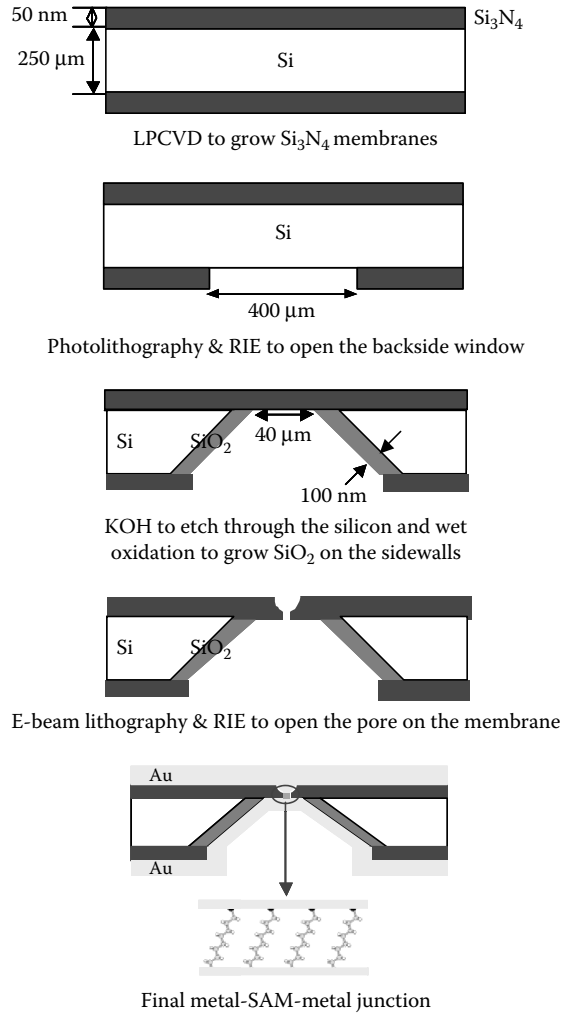 50 nm
Si₃N₄
250 μm
Si
LPCVD to grow Si₃N₄ membranes
Si
400 μm
Photolithography & RIE to open the backside window
Si
SiO₂
40 μm
100 nm
KOH to etch through the silicon and wet
oxidation to grow SiO₂ on the sidewalls
Si
SiO₂
E-beam lithography & RIE to open the pore on the membrane
Au
Au
Final metal-SAM-metal junction